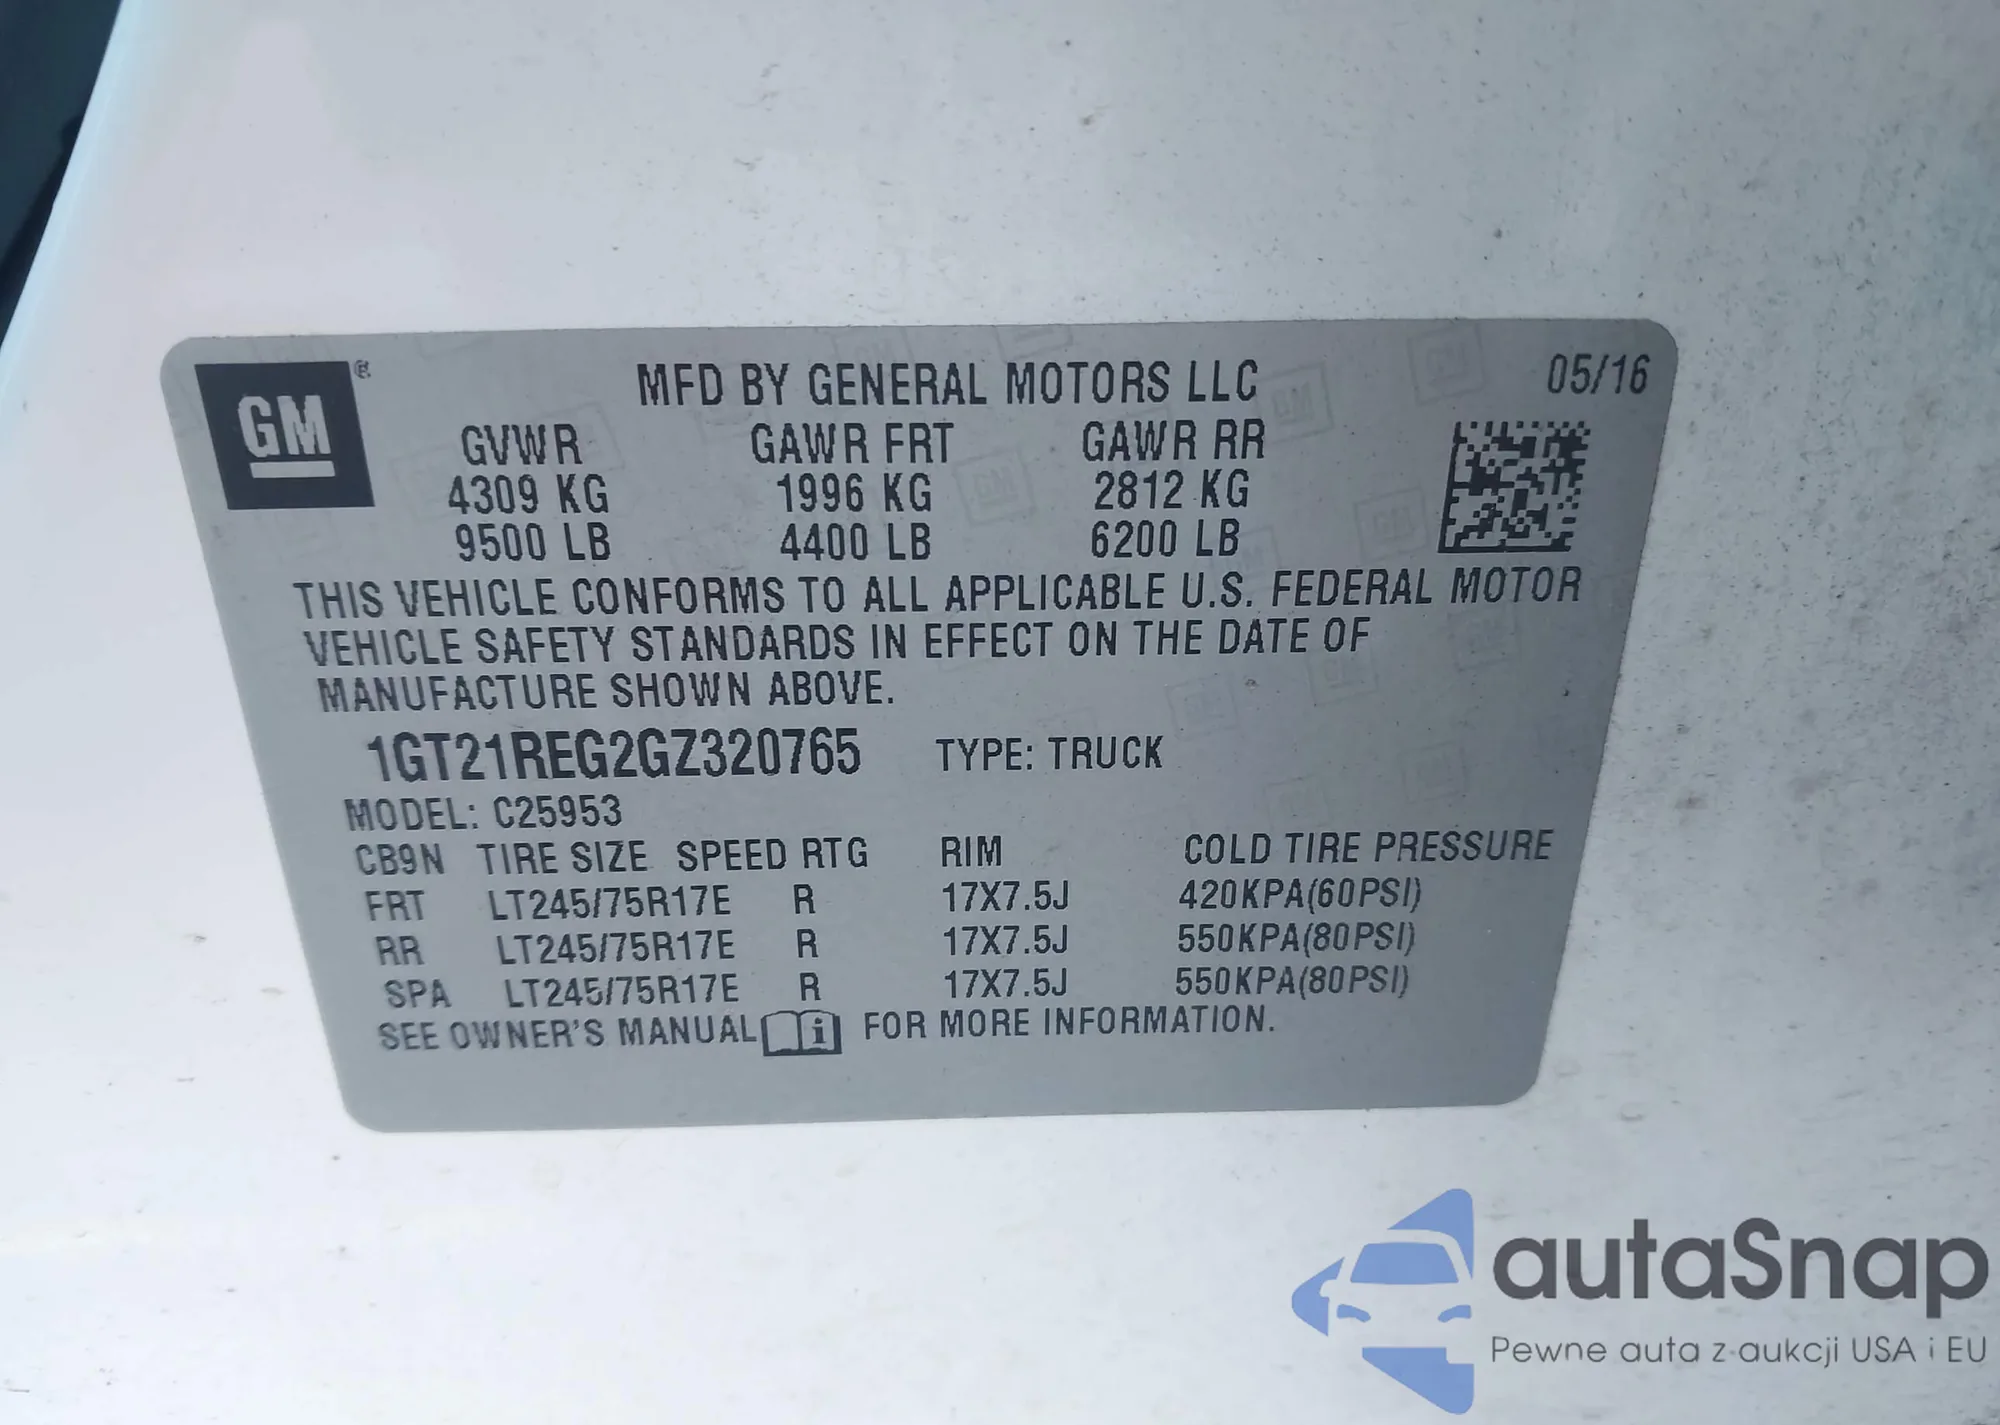 GM ®
MFD BY GENERAL MOTORS LLC 05/16
GVWR GAWR FRT GAWR RR
4309 KG 1996 KG 2812 KG
9500 LB 4400 LB 6200 LB
THIS VEHICLE CONFORMS TO ALL APPLICABLE U.S. FEDERAL MOTOR
VEHICLE SAFETY STANDARDS IN EFFECT ON THE DATE OF
MANUFACTURE SHOWN ABOVE.
1GT21REG2GZ320765 TYPE: TRUCK
MODEL: C25953
CB9N TIRE SIZE SPEED RTG RIM COLD TIRE PRESSURE
FRT LT245/75R17E R 17X7.5J 420KPA(60PSI)
RR LT245/75R17E R 17X7.5J 550KPA(80PSI)
SPA LT245/75R17E R 17X7.5J 550KPA(80PSI)
SEE OWNER'S MANUAL i FOR MORE INFORMATION.
autaSnap
Pewne auta z aukcji USA i EU